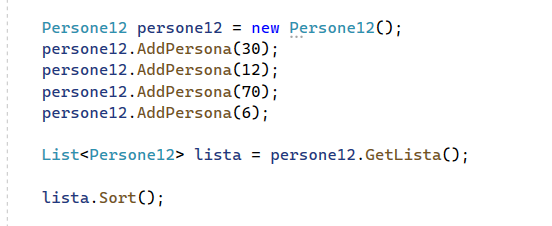 Persone12 persone12 = new Persone12();
persone12.AddPersona(30);
persone12.AddPersona(12);
persone12.AddPersona(70);
persone12.AddPersona(6);
List<Persone12> lista = persone12.GetLista();
lista.Sort();